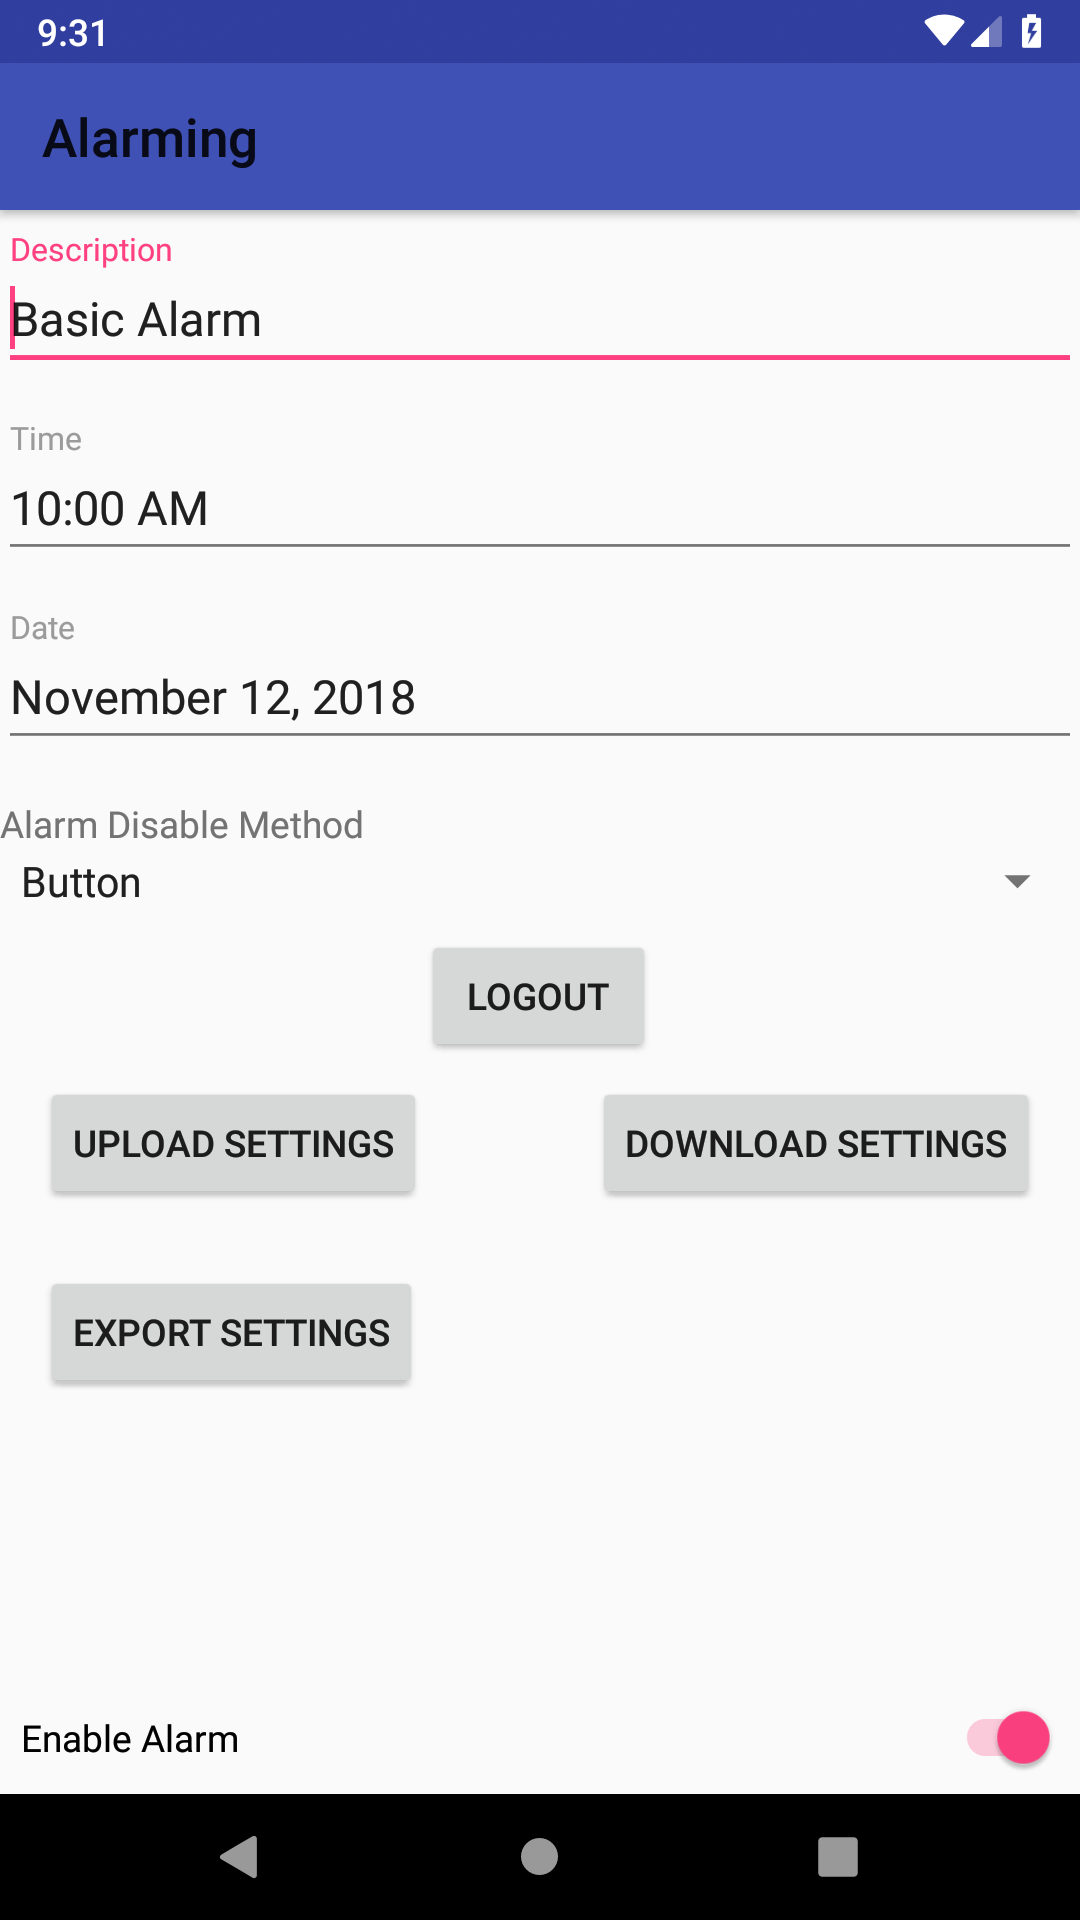 9:31
Alarming
Description
Basic Alarm
Time
10:00 AM
Date
November 12, 2018
Alarm Disable Method
Button
LOGOUT
UPLOAD SETTINGS
DOWNLOAD SETTINGS
EXPORT SETTINGS
Enable Alarm